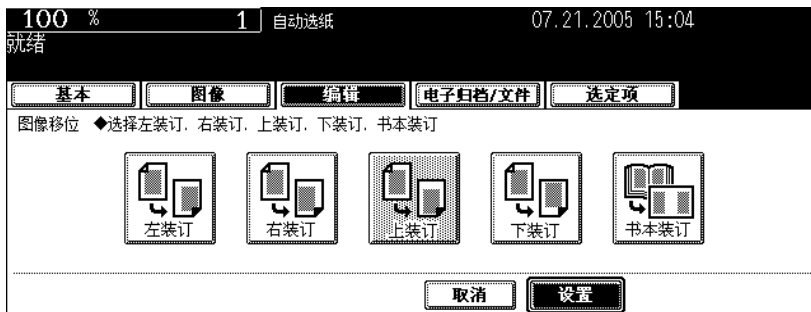 100 % 1 自动选纸 07.21.2005 15:04
就绪
基本 图像 编辑 电子归档/文件 选定项
图像移位 ◆选择左装订, 右装订, 上装订, 下装订, 书本装订
左装订 右装订 上装订 下装订 书本装订
取消 设置